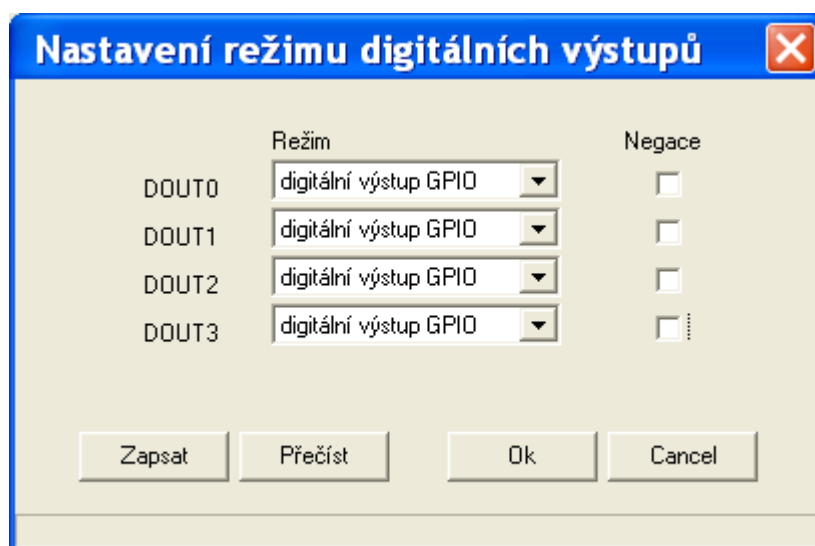 Nastavení režimu digitálních výstupů
Režim Negace
DOUT0 digitální výstup GPIO
DOUT1 digitální výstup GPIO
DOUT2 digitální výstup GPIO
DOUT3 digitální výstup GPIO
Zapsat Přečíst Ok Cancel